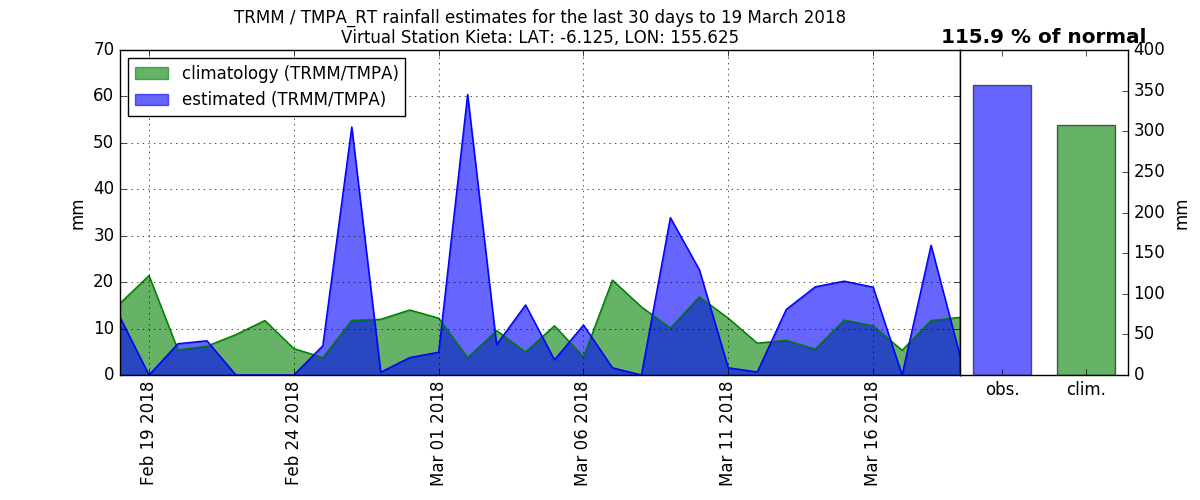 TRMM / TMPA_RT rainfall estimates for the last 30 days to 19 March 2018
Virtual Station Kieta: LAT: -6.125, LON: 155.625
115.9 % of normal
climatology (TRMM/TMPA)
estimated (TRMM/TMPA)
mm
70
60
50
40
30
20
10
0
Feb 19 2018
Feb 24 2018
Mar 01 2018
Mar 06 2018
Mar 11 2018
Mar 16 2018
obs.
clim.
400
350
300
250
200
150
100
50
0
mm